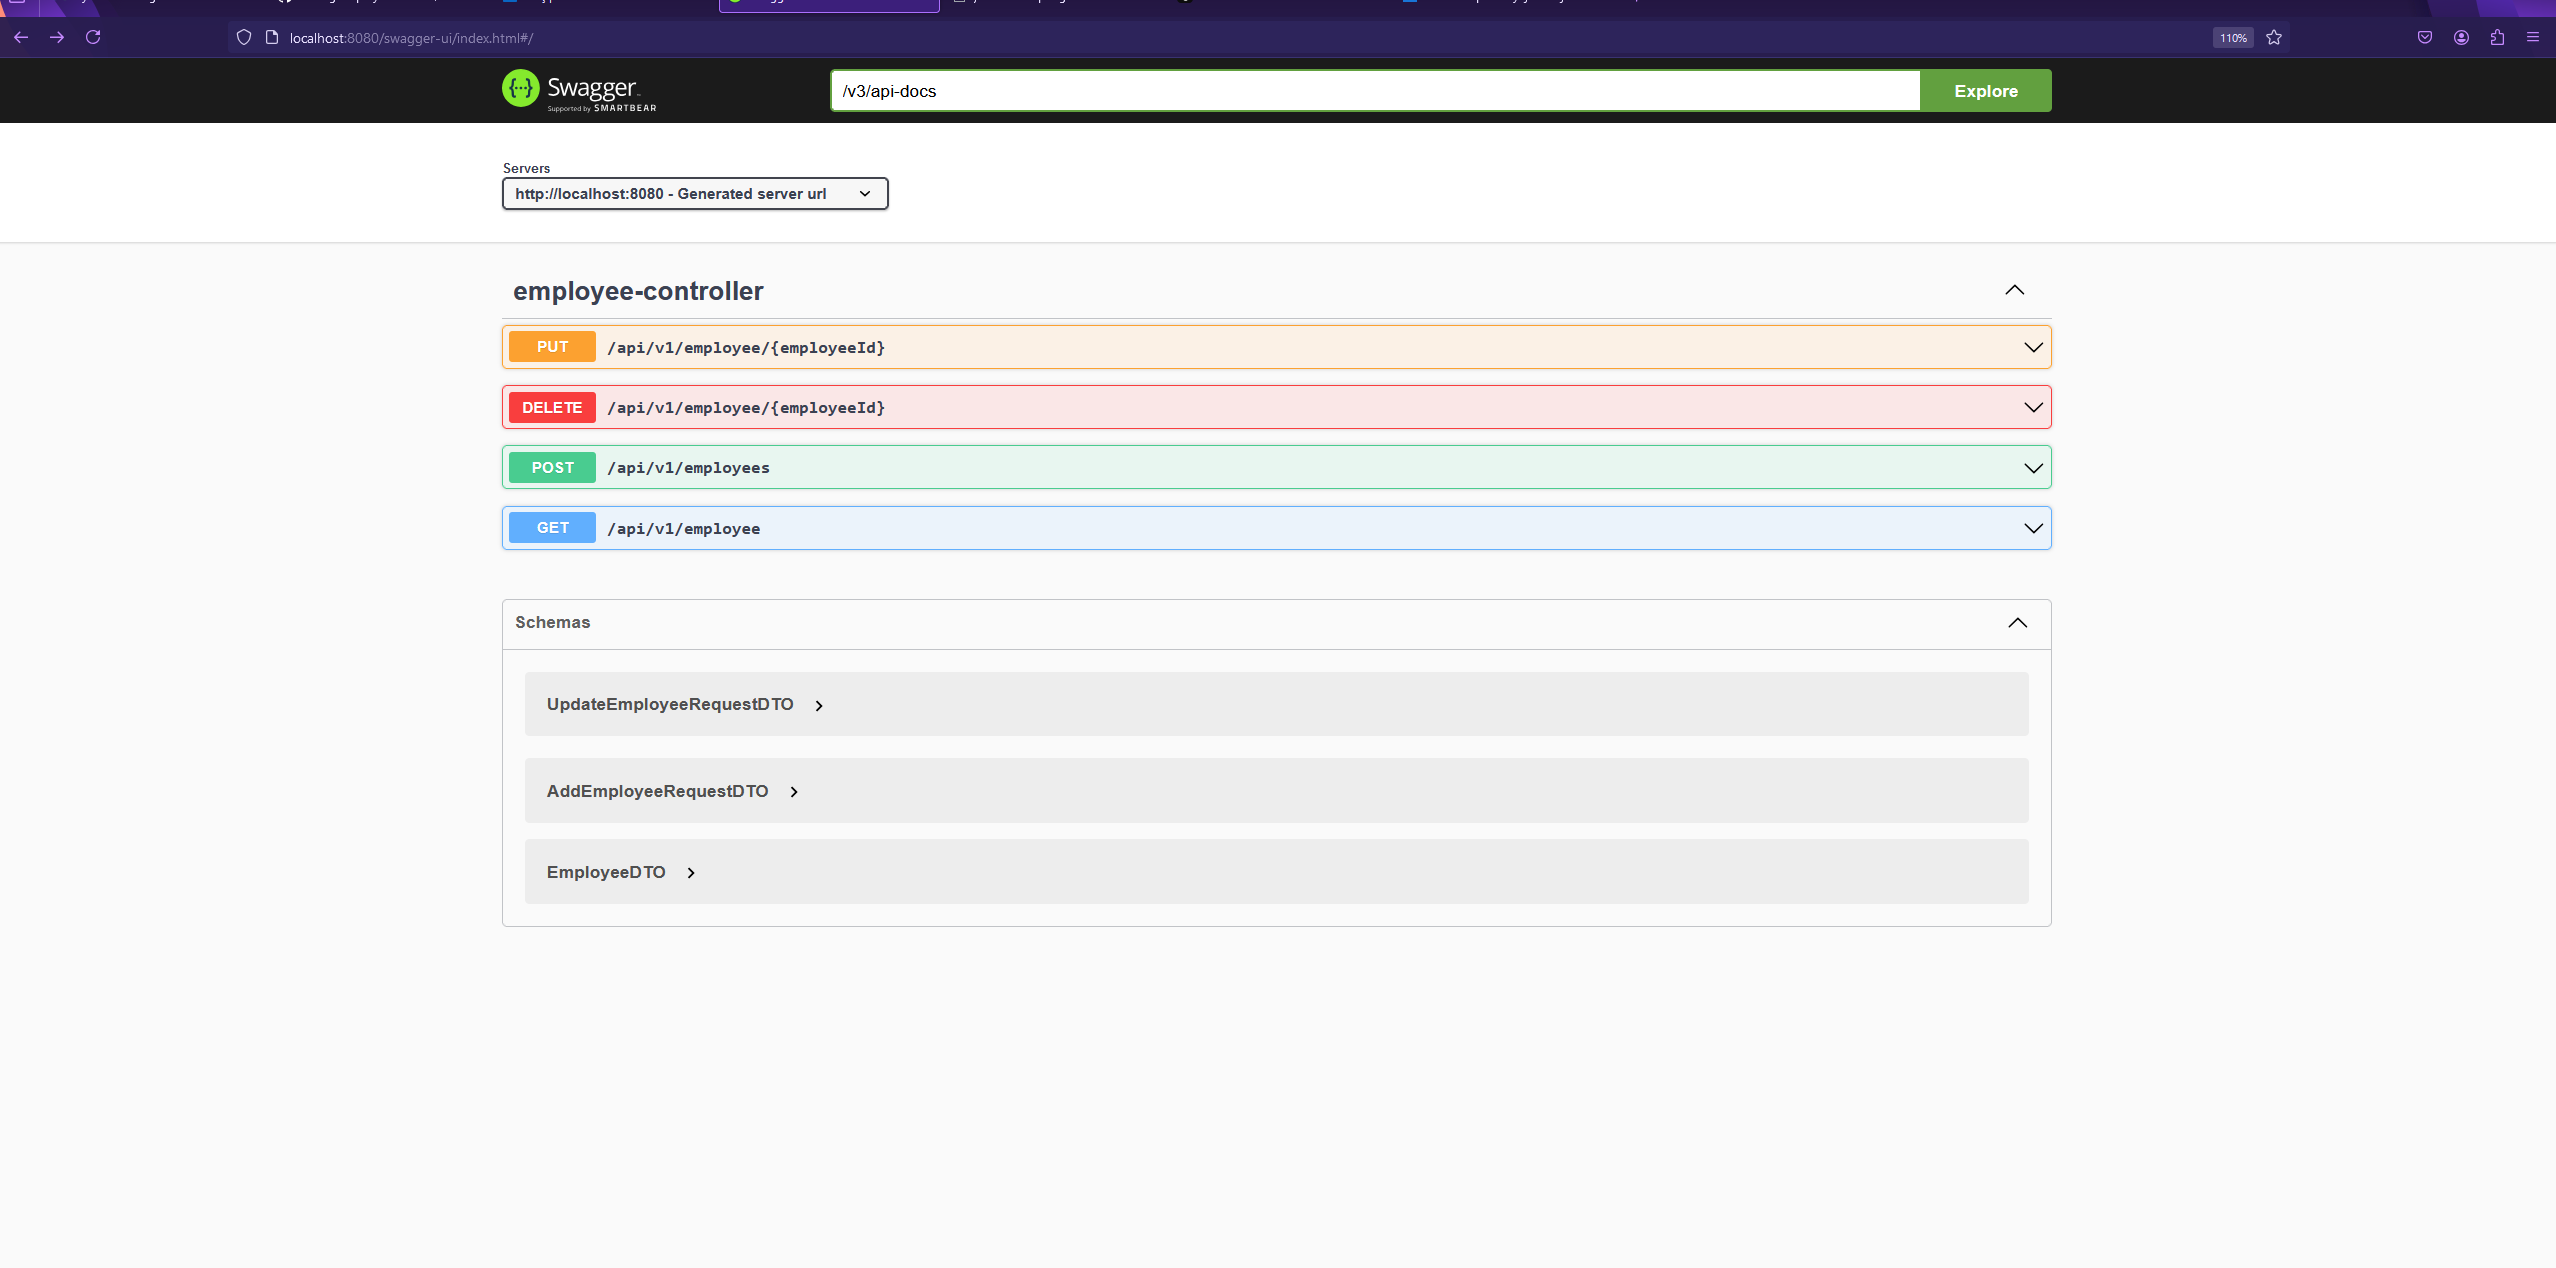 localhost:8080/swagger-ui/index.html#/
110%
Swagger
Supported by SMARTBEAR
/v3/api-docs
Explore
Servers
http://localhost:8080 - Generated server url
employee-controller
PUT /api/v1/employee/{employeeId}
DELETE /api/v1/employee/{employeeId}
POST /api/v1/employees
GET /api/v1/employee
Schemas
UpdateEmployeeRequestDTO
AddEmployeeRequestDTO
EmployeeDTO